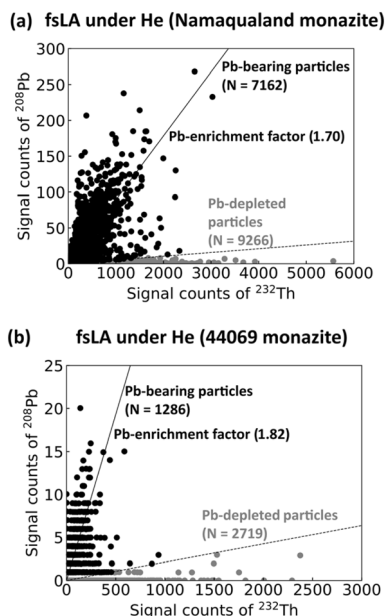 (a) fsLA under He (Namaqualand monazite)
300
250
200
150
100
50
0
Signal counts of ²⁰⁸Pb
Pb-bearing particles
(N = 7162)
Pb-enrichment factor (1.70)
Pb-depleted
particles
(N = 9266)
0 1000 2000 3000 4000 5000 6000
Signal counts of ²³²Th
(b) fsLA under He (44069 monazite)
25
20
15
10
5
0
Signal counts of ²⁰⁸Pb
Pb-bearing particles
(N = 1286)
Pb-enrichment factor (1.82)
Pb-depleted particles
(N = 2719)
0 500 1000 1500 2000 2500 3000
Signal counts of ²³²Th